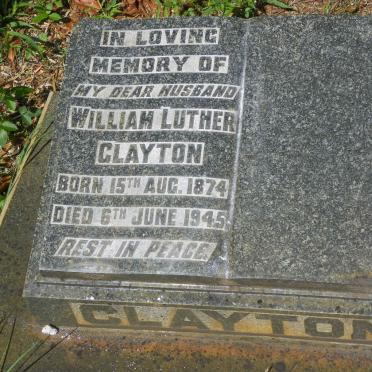 IN LOVING
MEMORY OF
MY DEAR HUSBAND
WILLIAM LUTHER
CLAYTON
BORN 15TH AUG. 1874
DIED 6TH JUNE 1945
REST IN PEACE
CLAYTON